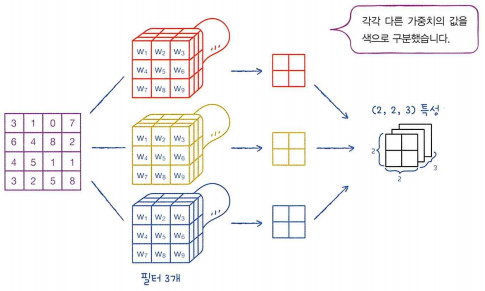 각각 다른 가중치의 값을
색으로 구분했습니다.
W₁ W₂ W₃
W₄ W₅ W₆
W₇ W₈ W₉
3 1 0 7
6 4 8 2
4 5 1 1
3 2 5 8
W₁ W₂ W₃
W₄ W₅ W₆
W₇ W₈ W₉
(2, 2, 3) 특성
2
2
3
W₁ W₂ W₃
W₄ W₅ W₆
W₇ W₈ W₉
필터 3개